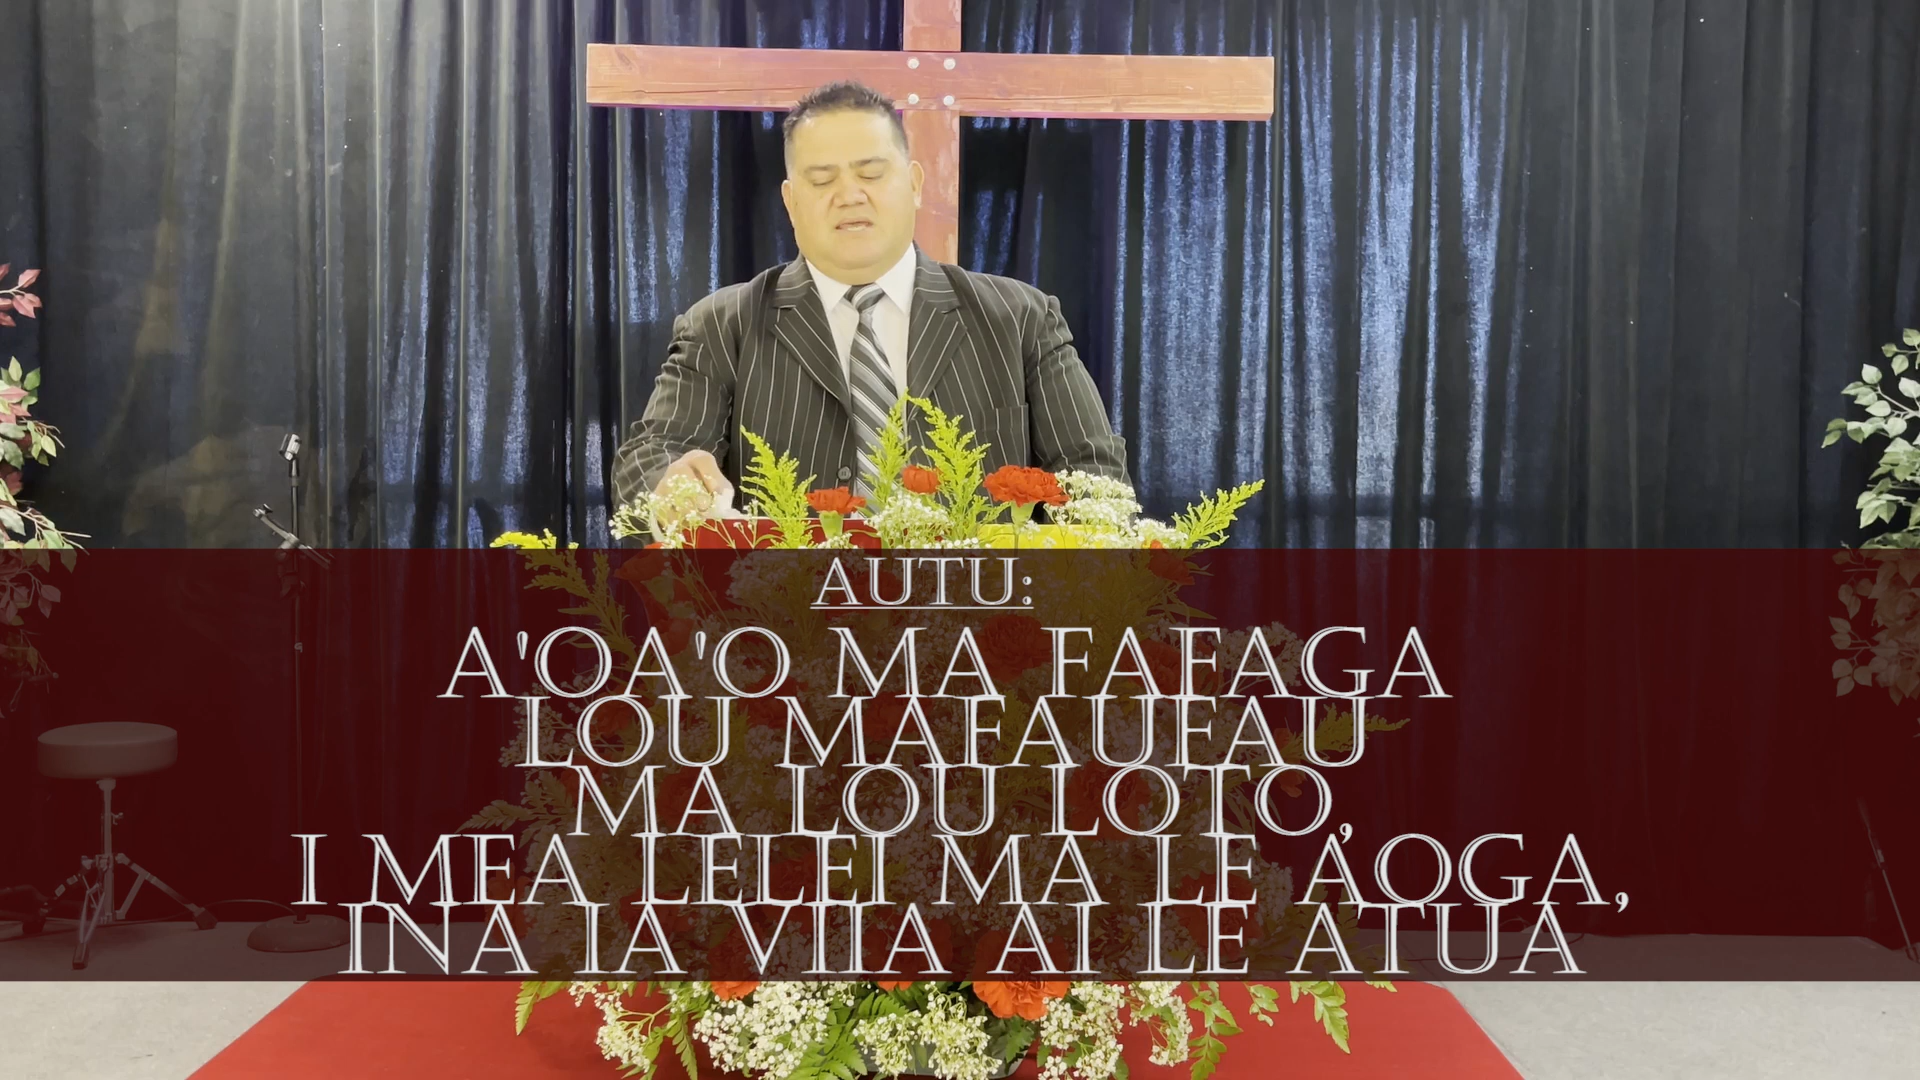 AUTU:
A'OA'O MA FAFAGA
LOU MAFAUFAU
MA LOU LOTO,
I MEA LELEI MA LE A'OGA,
INA IA VIIA AI LE ATUA